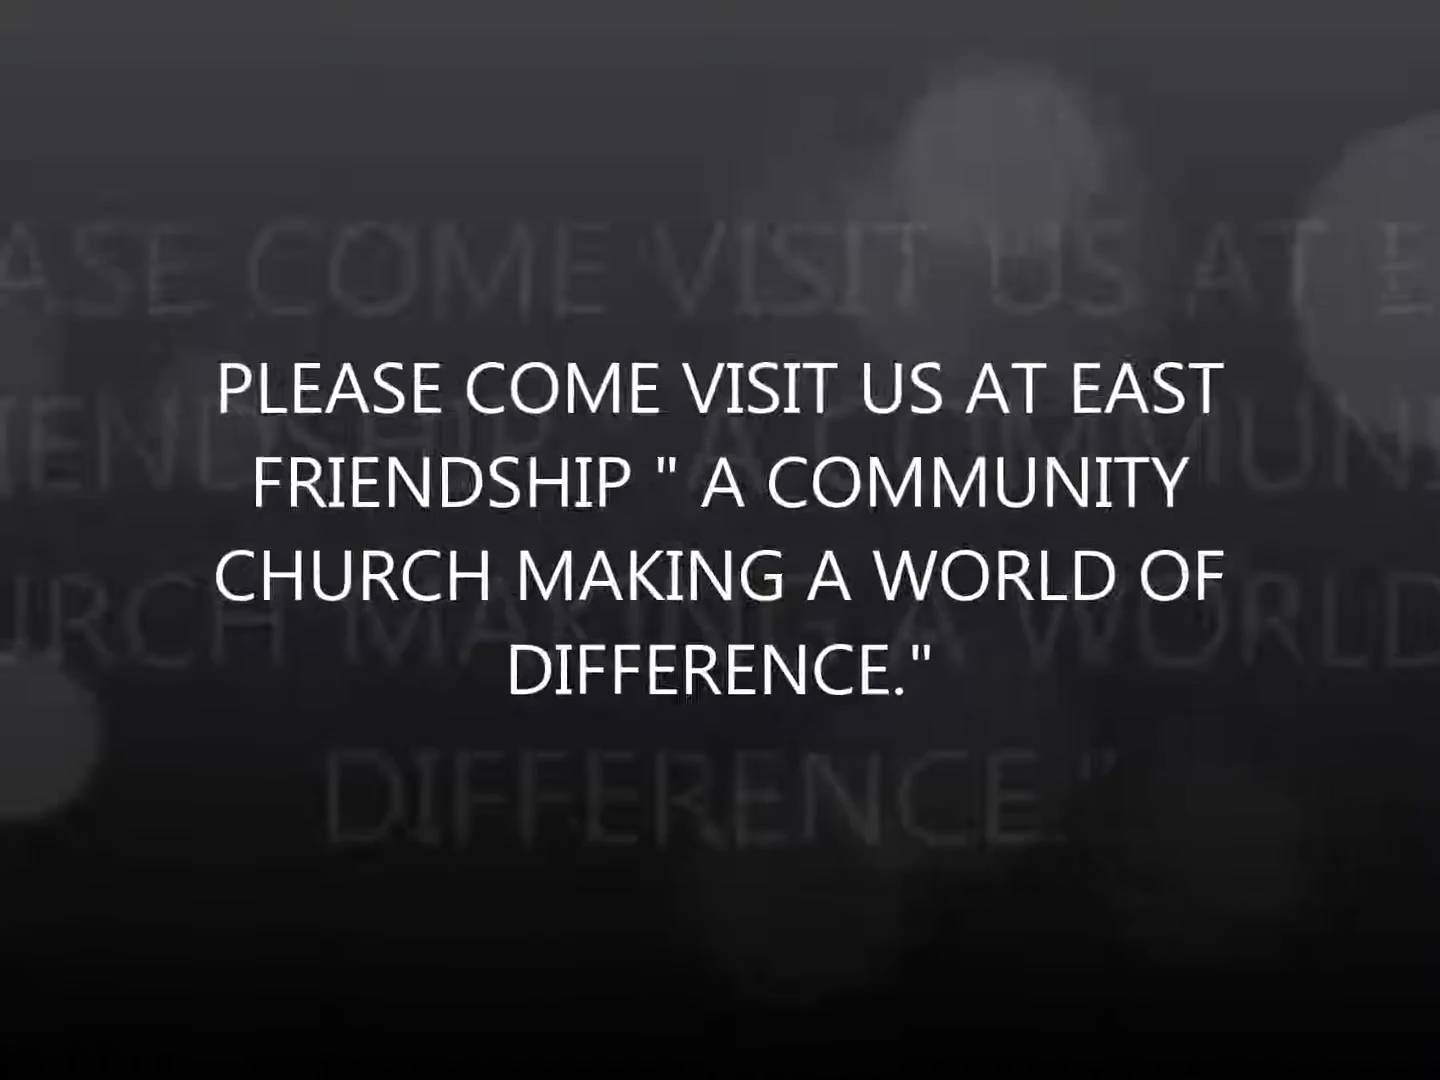 PLEASE COME VISIT US AT EAST
FRIENDSHIP " A COMMUNITY
CHURCH MAKING A WORLD OF
DIFFERENCE."